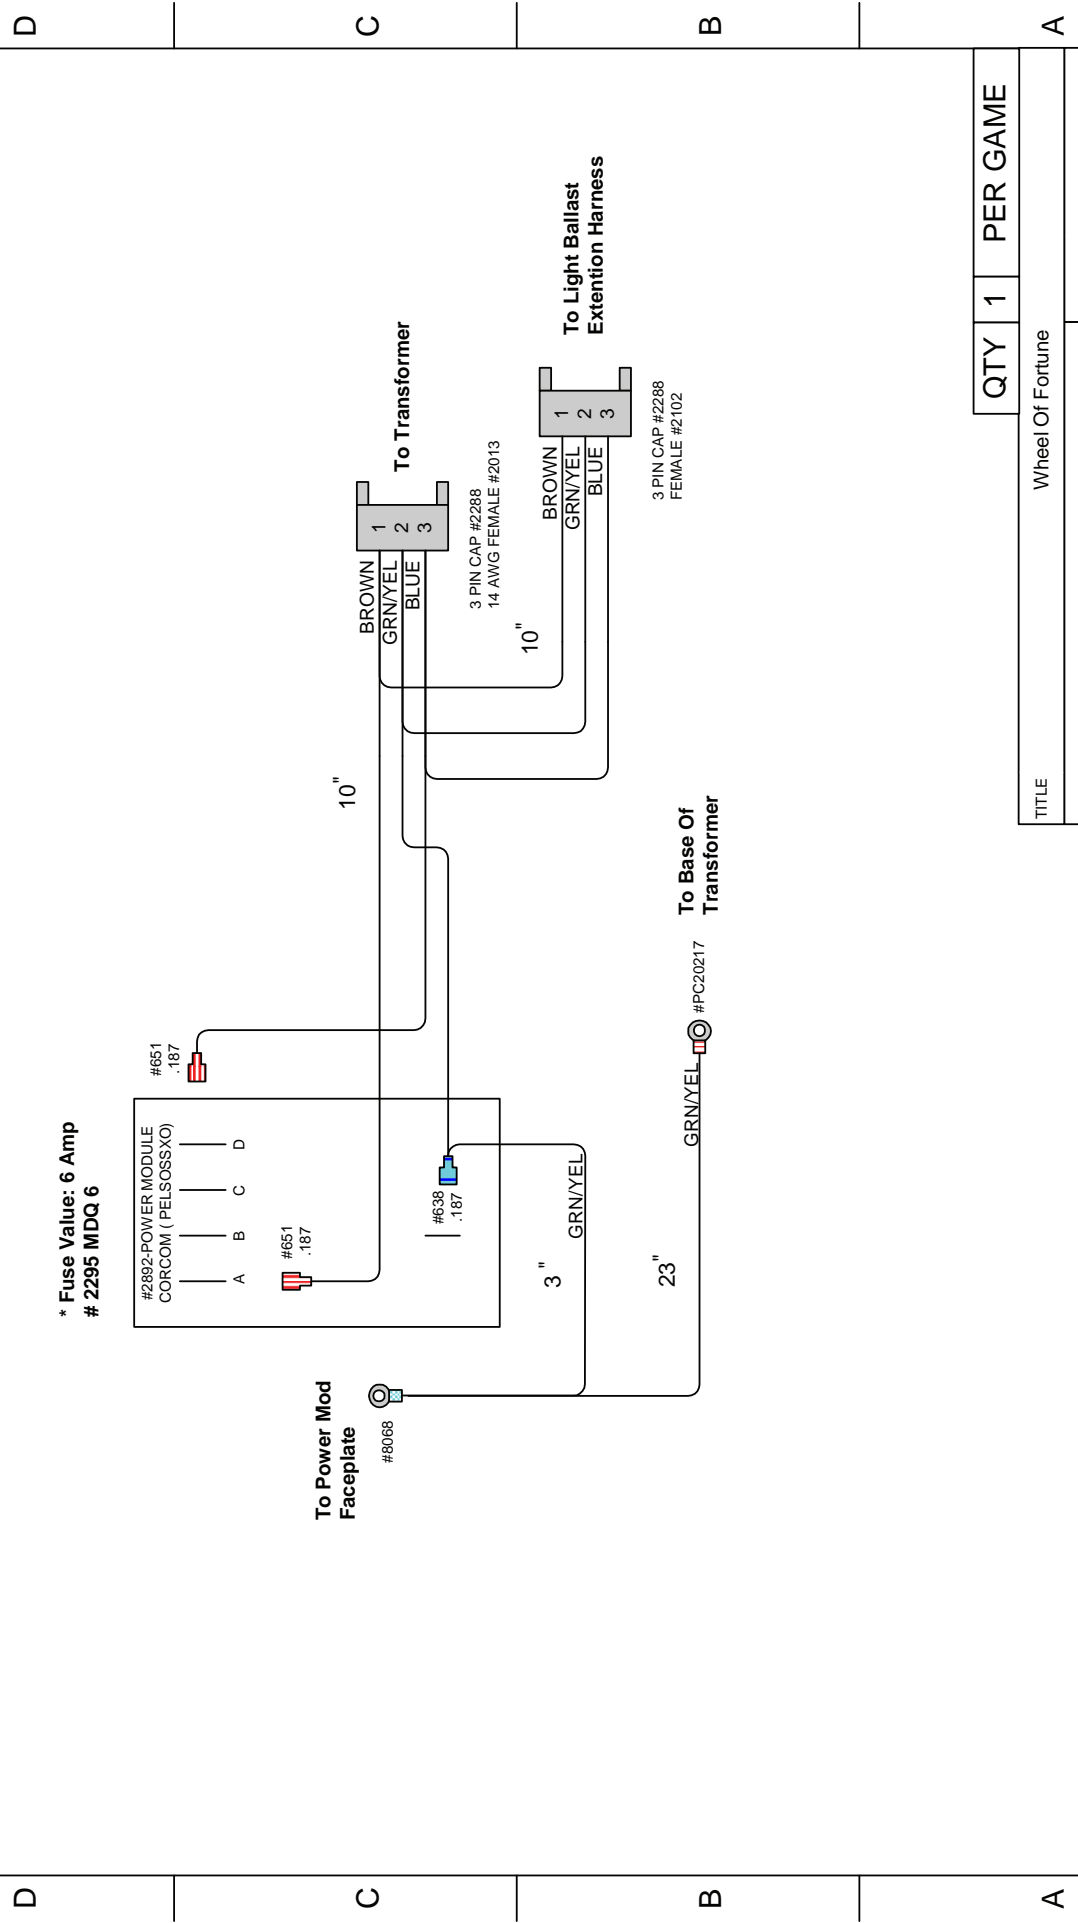 D
C
B
A
* Fuse Value: 6 Amp
# 2295 MDQ 6
#2892-POWER MODULE
CORCOM ( PELSOSSXO)
A
B
C
D
#651
.187
#651
.187
#638
.187
To Power Mod
Faceplate
#8068
10"
BROWN
GRN/YEL
BLUE
1
2
3
To Transformer
3 PIN CAP #2288
14 AWG FEMALE #2013
10"
BROWN
GRN/YEL
BLUE
1
2
3
To Light Ballast
Extention Harness
3 PIN CAP #2288
FEMALE #2102
3 "
GRN/YEL
23"
GRN/YEL
#PC20217
To Base Of
Transformer
QTY 1 PER GAME
TITLE
Wheel Of Fortune
D
C
B
A